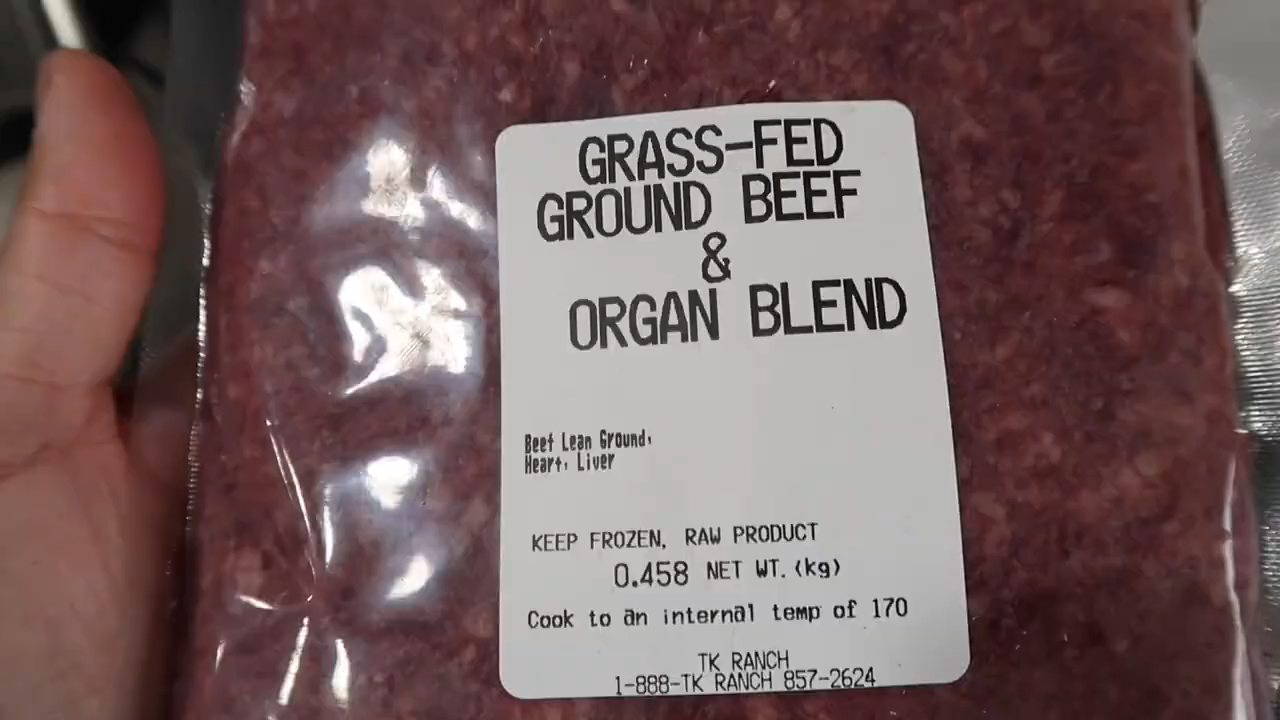 GRASS-FED
GROUND BEEF
&
ORGAN BLEND
Beef Lean Ground,
Heart, Liver
KEEP FROZEN, RAW PRODUCT
0.458 NET WT.(kg)
Cook to an internal temp of 170
TK RANCH
1-888-TK RANCH 857-2624